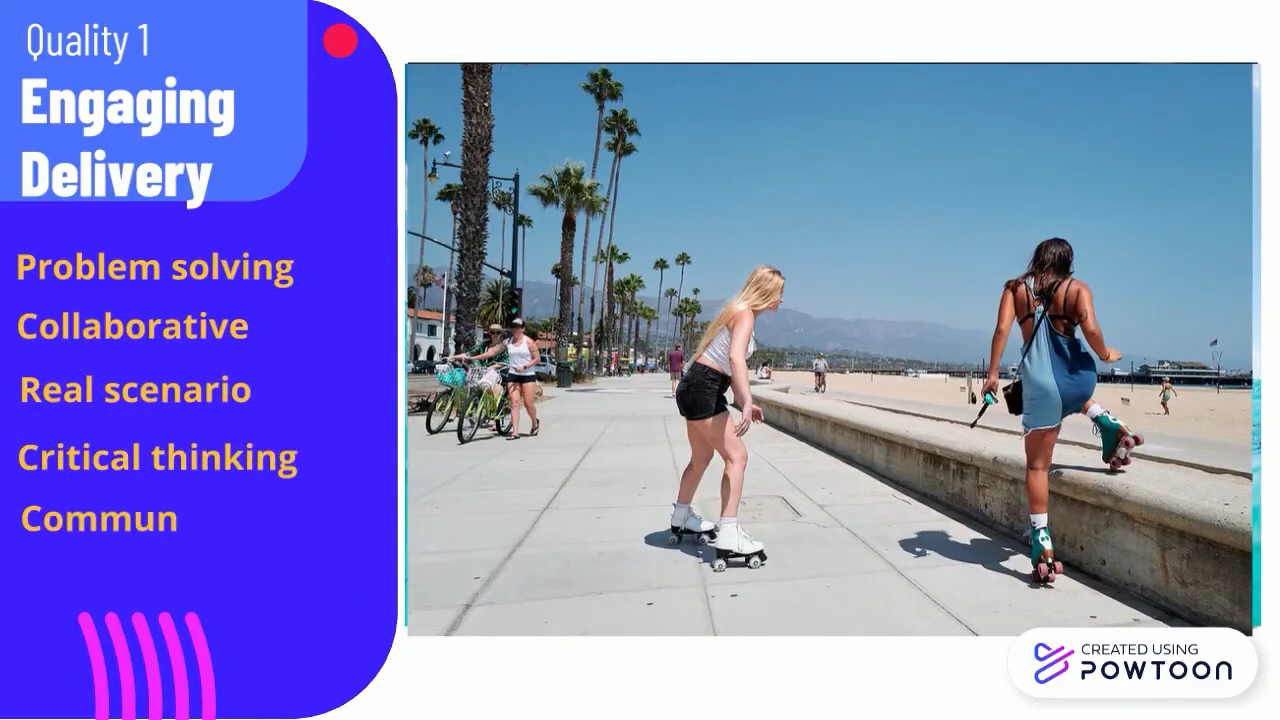 Quality 1
Engaging
Delivery
Problem solving
Collaborative
Real scenario
Critical thinking
Commun
CREATED USING
POWTOON